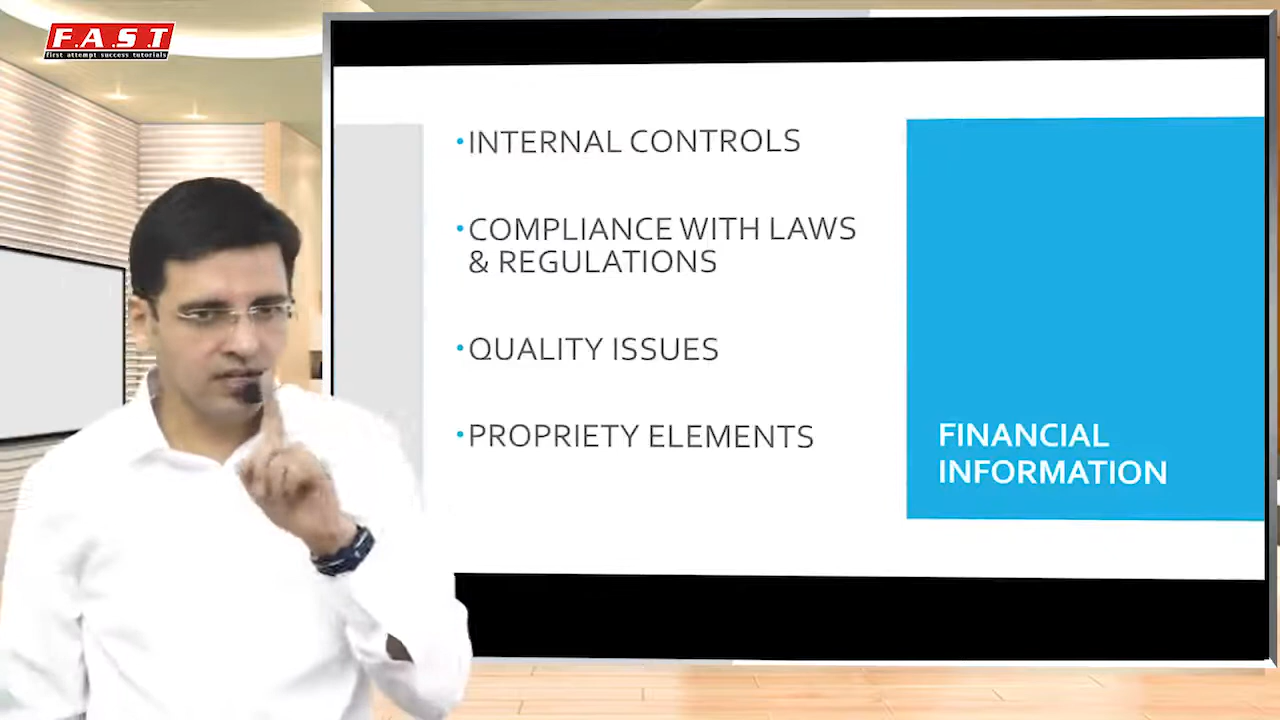 F.A.S.T
first attempt success tutorials
•INTERNAL CONTROLS
•COMPLIANCE WITH LAWS
& REGULATIONS
•QUALITY ISSUES
•PROPRIETY ELEMENTS
FINANCIAL
INFORMATION